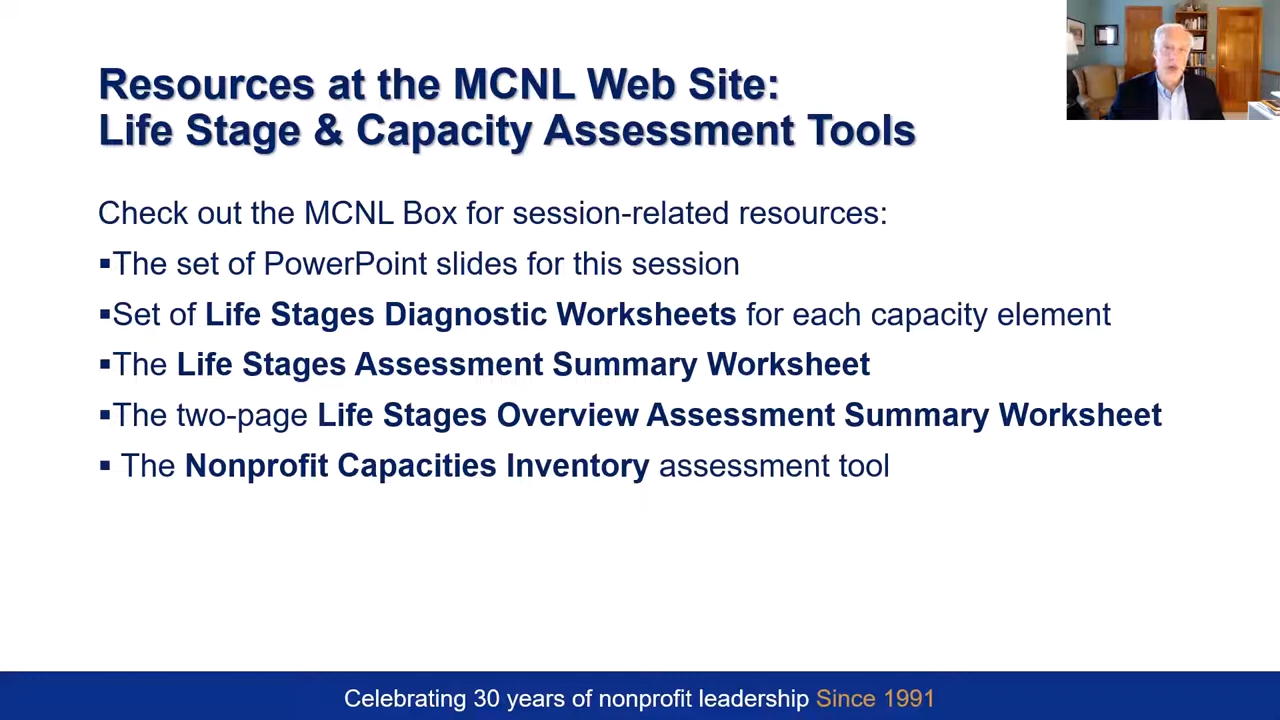 Resources at the MCNL Web Site:
Life Stage & Capacity Assessment Tools
Check out the MCNL Box for session-related resources:
▪The set of PowerPoint slides for this session
▪Set of Life Stages Diagnostic Worksheets for each capacity element
▪The Life Stages Assessment Summary Worksheet
▪The two-page Life Stages Overview Assessment Summary Worksheet
▪ The Nonprofit Capacities Inventory assessment tool
Celebrating 30 years of nonprofit leadership Since 1991